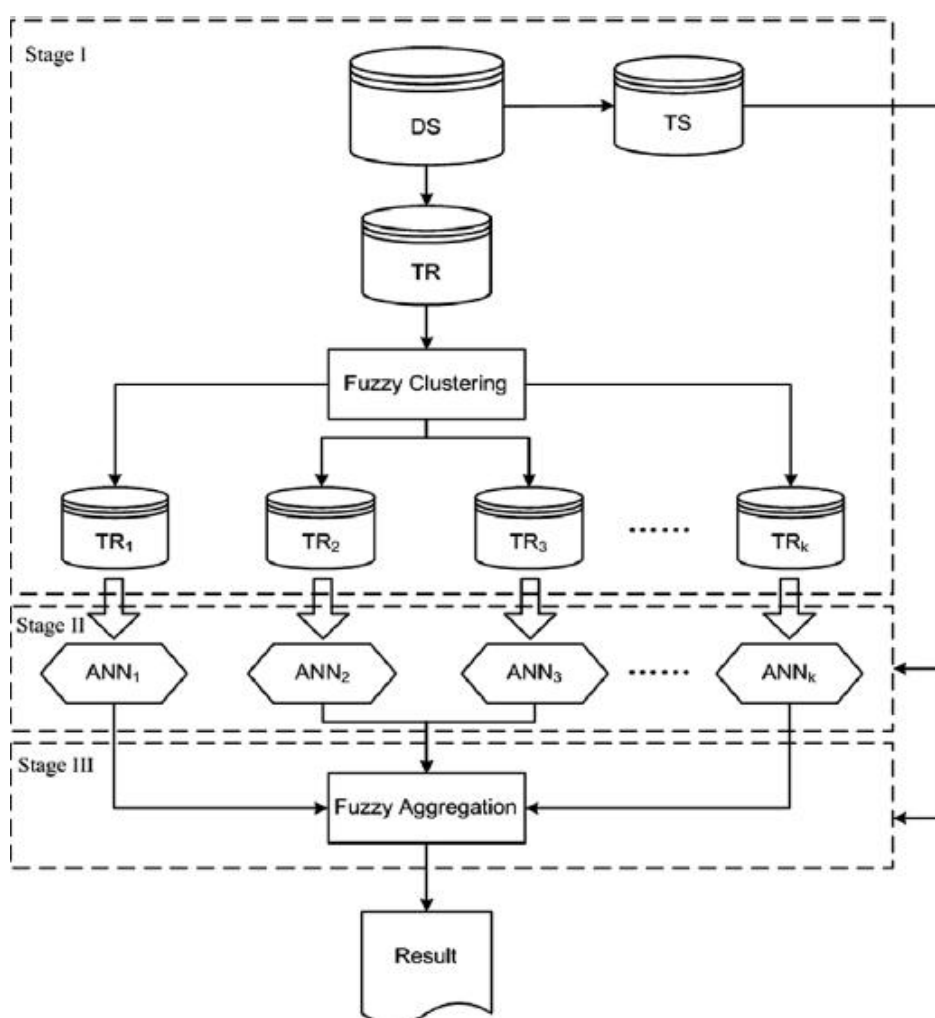 Stage I
DS
TS
TR
Fuzzy Clustering
TR₁
TR₂
TR₃
......
TRₖ
Stage II
ANN₁
ANN₂
ANN₃
......
ANNₖ
Stage III
Fuzzy Aggregation
Result